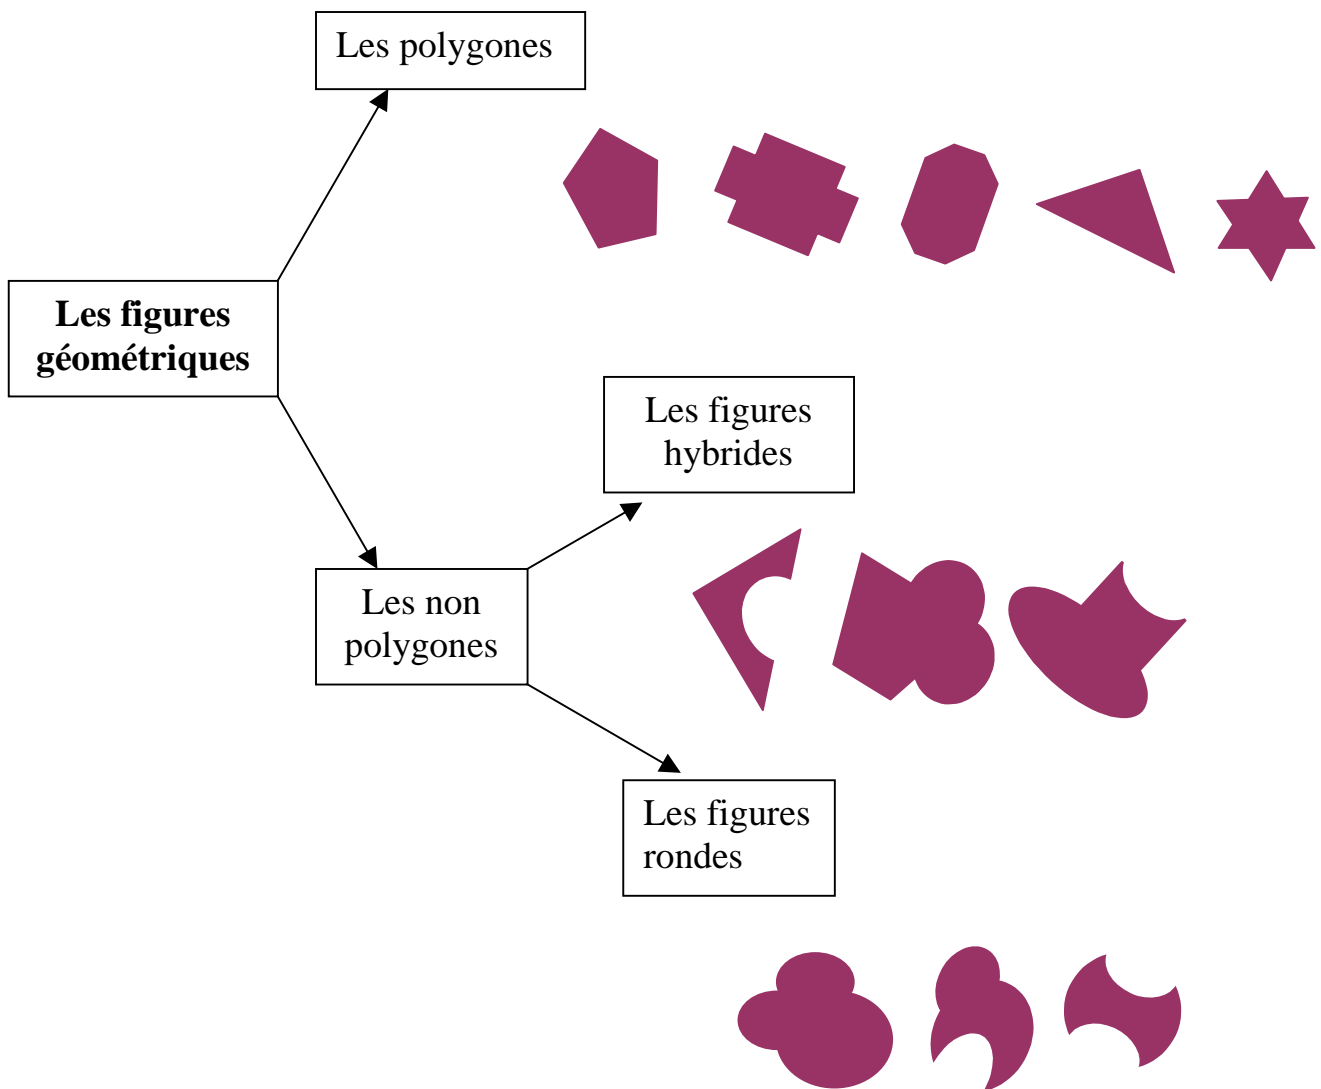 Les polygones
Les figures
géométriques
Les figures
hybrides
Les non
polygones
Les figures
rondes